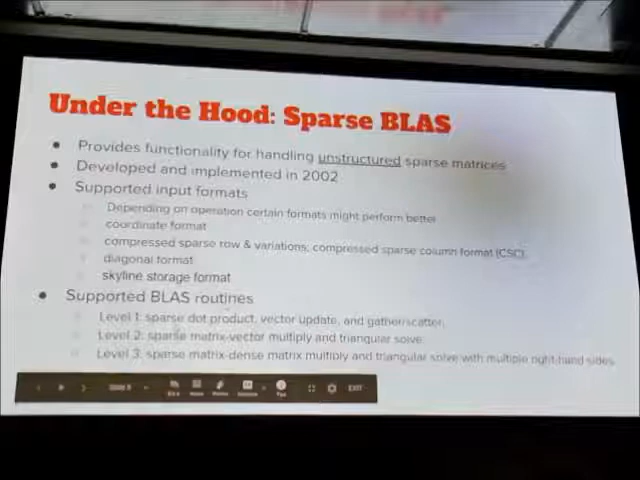 Under the Hood: Sparse BLAS
Provides functionality for handling unstructured sparse matrices
Developed and implemented in 2002
Supported input formats
Depending on operation certain formats might perform better
coordinate format
compressed sparse row & variations; compressed sparse column format (CSC).
diagonal format
skyline storage format
Supported BLAS routines
Level 1: sparse dot product, vector update, and gather/scatter;
Level 2: sparse matrix-vector multiply and triangular solve;
Level 3: sparse matrix-dense matrix multiply and triangular solve with multiple right-hand sides.
EXIT